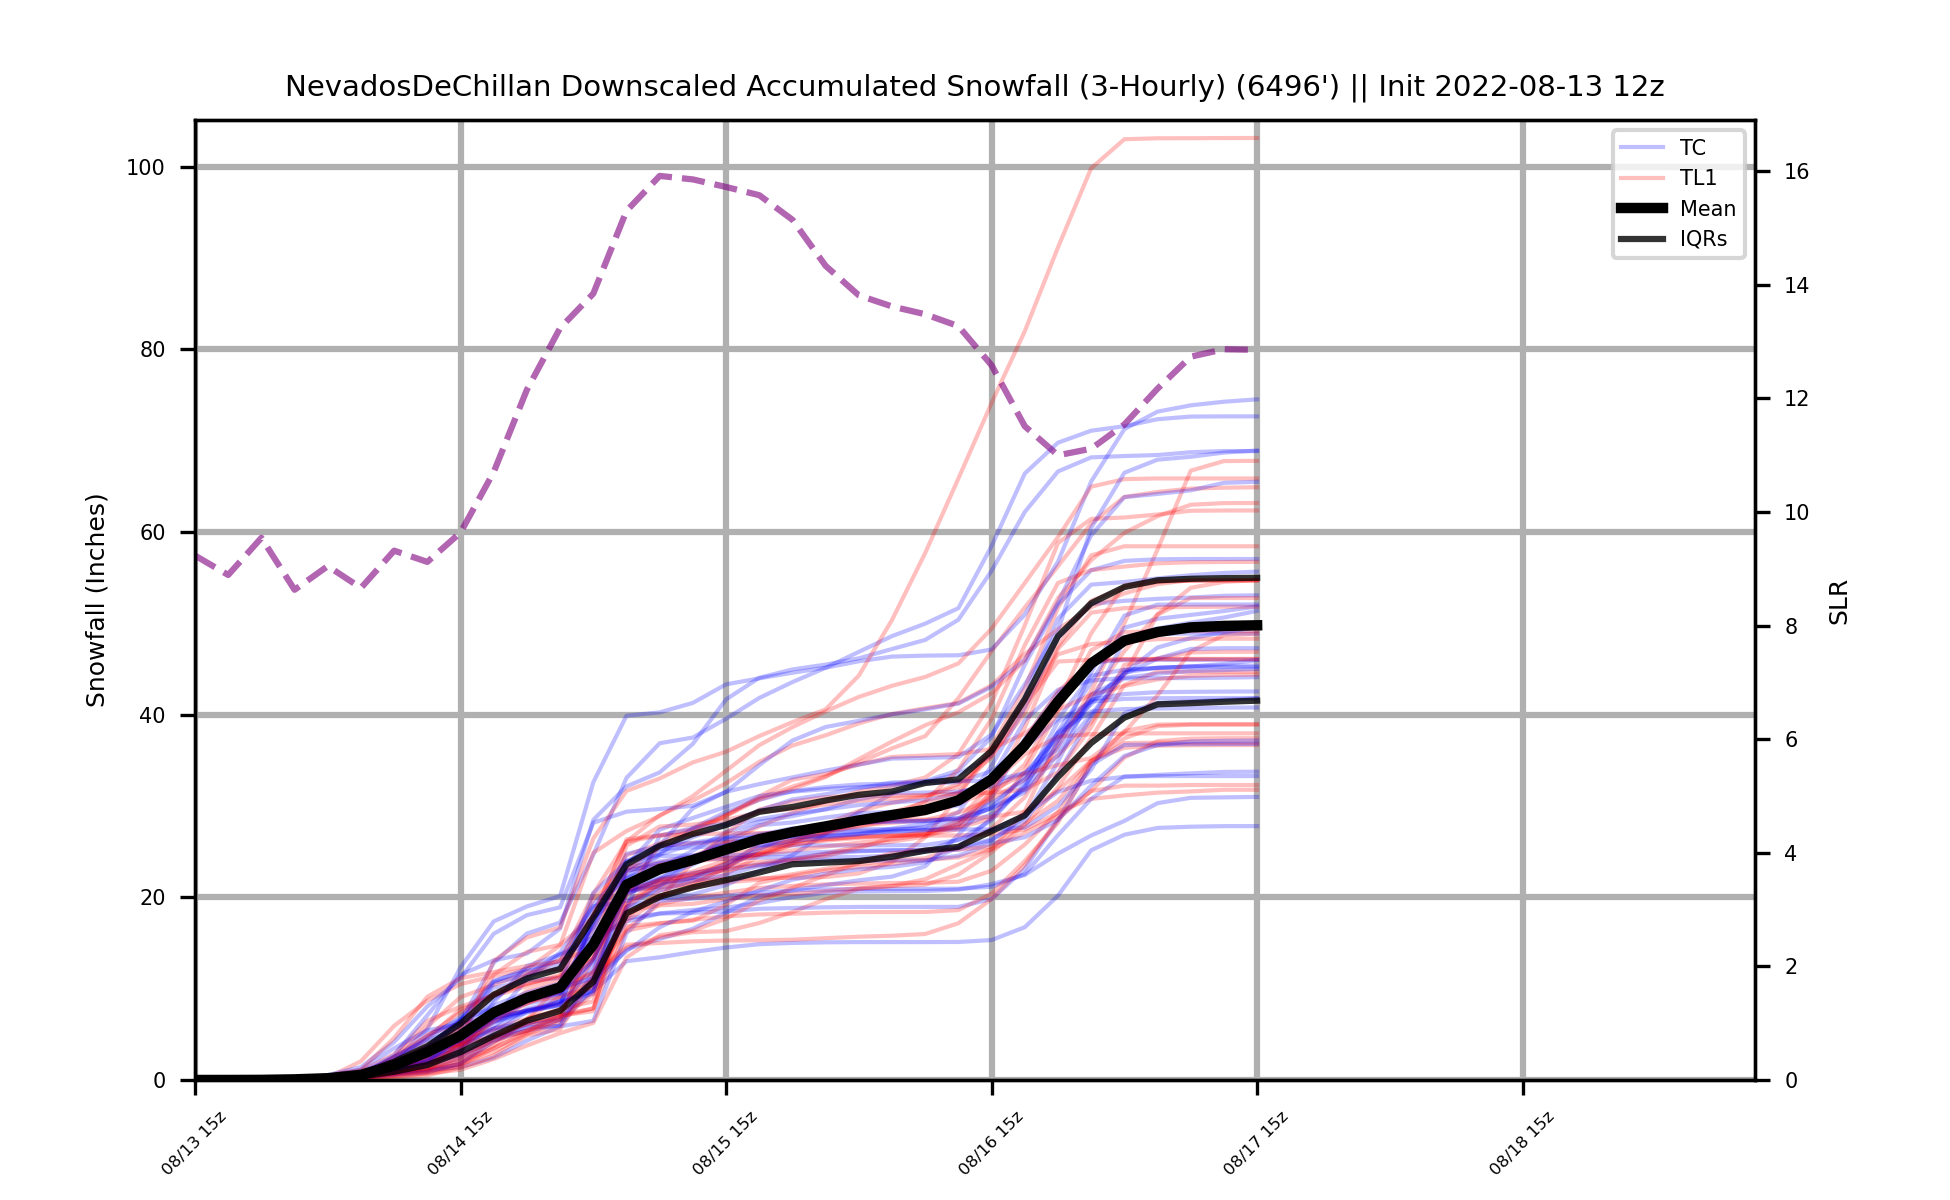 NevadosDeChillan Downscaled Accumulated Snowfall (3-Hourly) (6496') || Init 2022-08-13 12z
TC
TL1
Mean
IQRs
Snowfall (Inches)
100
80
60
40
20
0
SLR
16
14
12
10
8
6
4
2
0
08/13 15z
08/14 15z
08/15 15z
08/16 15z
08/17 15z
08/18 15z